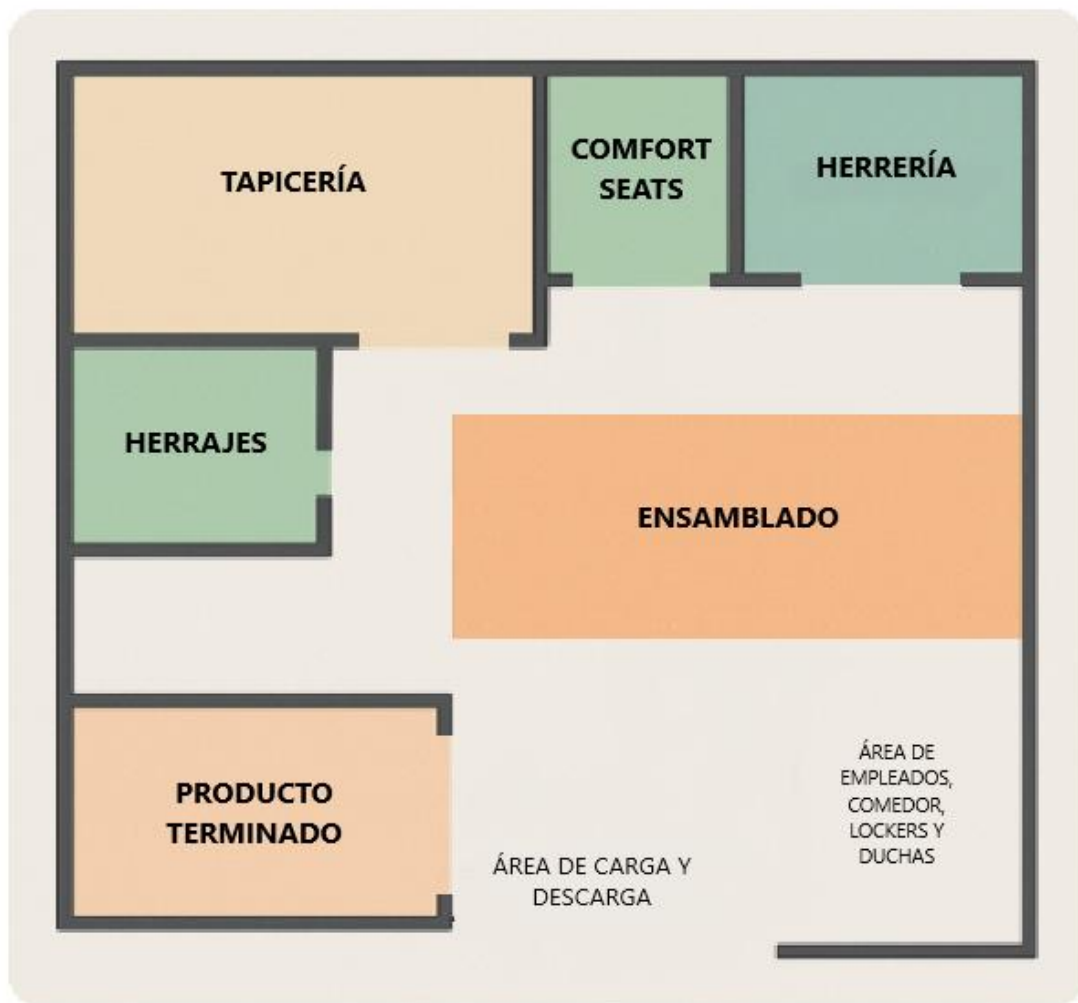 TAPICERÍA
COMFORT
SEATS
HERRERÍA
HERRAJES
ENSAMBLADO
PRODUCTO
TERMINADO
ÁREA DE CARGA Y
DESCARGA
ÁREA DE
EMPLEADOS,
COMEDOR,
LOCKERS Y
DUCHAS